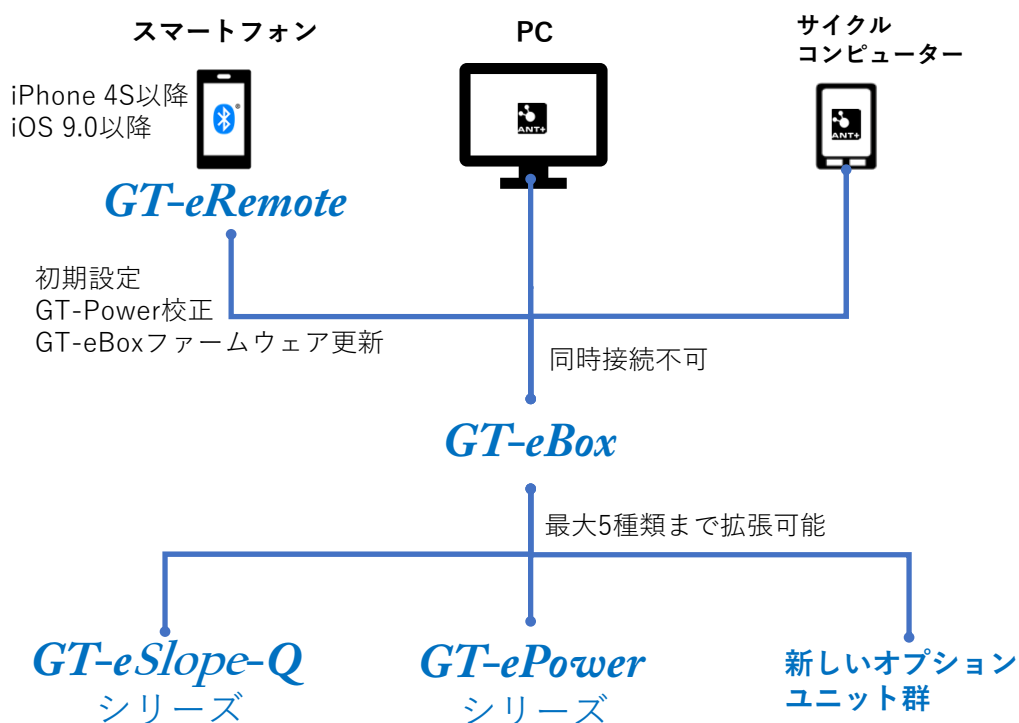 スマートフォン
PC
サイクル
コンピューター
iPhone 4S以降
iOS 9.0以降
ANT+
ANT+
GT-eRemote
初期設定
GT-Power校正
GT-eBoxファームウェア更新
同時接続不可
GT-eBox
最大5種類まで拡張可能
GT-eSlope-Q
シリーズ
GT-ePower
シリーズ
新しいオプション
ユニット群